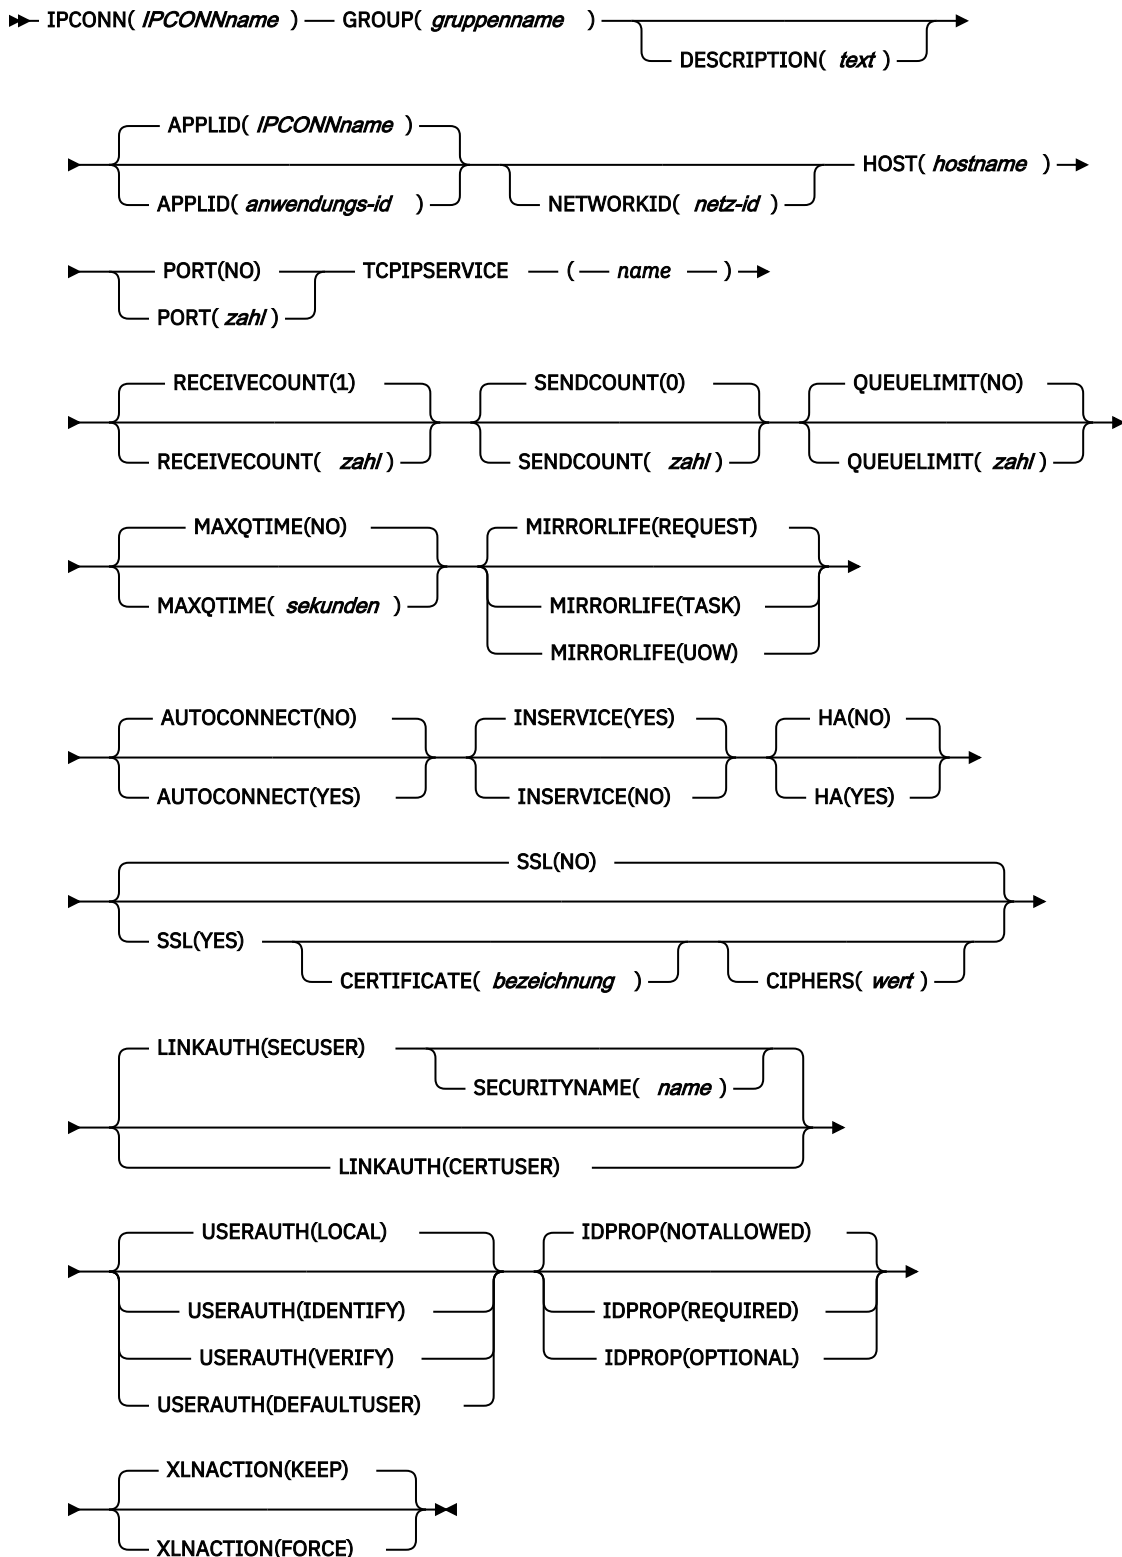 IPCONN( IPCONNname ) GROUP( gruppenname )
DESCRIPTION( text )
APPLID( IPCONNname )
HOST( hostname )
APPLID( anwendungs-id ) NETWORKID( netz-id )
PORT(NO) TCPIPSERVICE ( name )
PORT( zahl )
RECEIVECOUNT(1) SENDCOUNT(0) QUEUELIMIT(NO)
RECEIVECOUNT( zahl ) SENDCOUNT( zahl ) QUEUELIMIT( zahl )
MAXQTIME(NO) MIRRORLIFE(REQUEST)
MAXQTIME( sekunden ) MIRRORLIFE(TASK)
MIRRORLIFE(UOW)
AUTOCONNECT(NO) INSERVICE(YES) HA(NO)
AUTOCONNECT(YES) INSERVICE(NO) HA(YES)
SSL(NO)
SSL(YES)
CERTIFICATE( bezeichnung ) CIPHERS( wert )
LINKAUTH(SECUSER)
SECURITYNAME( name )
LINKAUTH(CERTUSER)
USERAUTH(LOCAL) IDPROP(NOTALLOWED)
USERAUTH(IDENTIFY) IDPROP(REQUIRED)
USERAUTH(VERIFY) IDPROP(OPTIONAL)
USERAUTH(DEFAULTUSER)
XLNACTION(KEEP)
XLNACTION(FORCE)